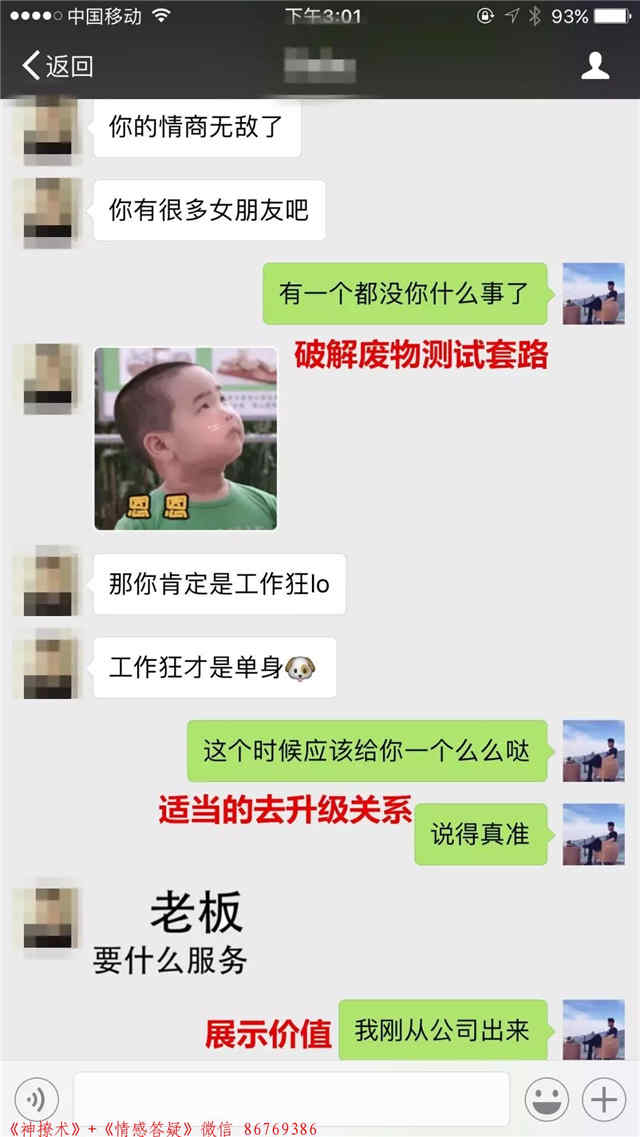 中国移动
下午3:01
93%
返回
你的情商无敌了
你有很多女朋友吧
有一个都没你什么事了
破解废物测试套路
恩 恩
那你肯定是工作狂lo
工作狂才是单身
这个时候应该给你一个么么哒
适当的去升级关系
说得真准
老板
要什么服务
展示价值
我刚从公司出来
《神撩术》+《情感答疑》微信 86769386